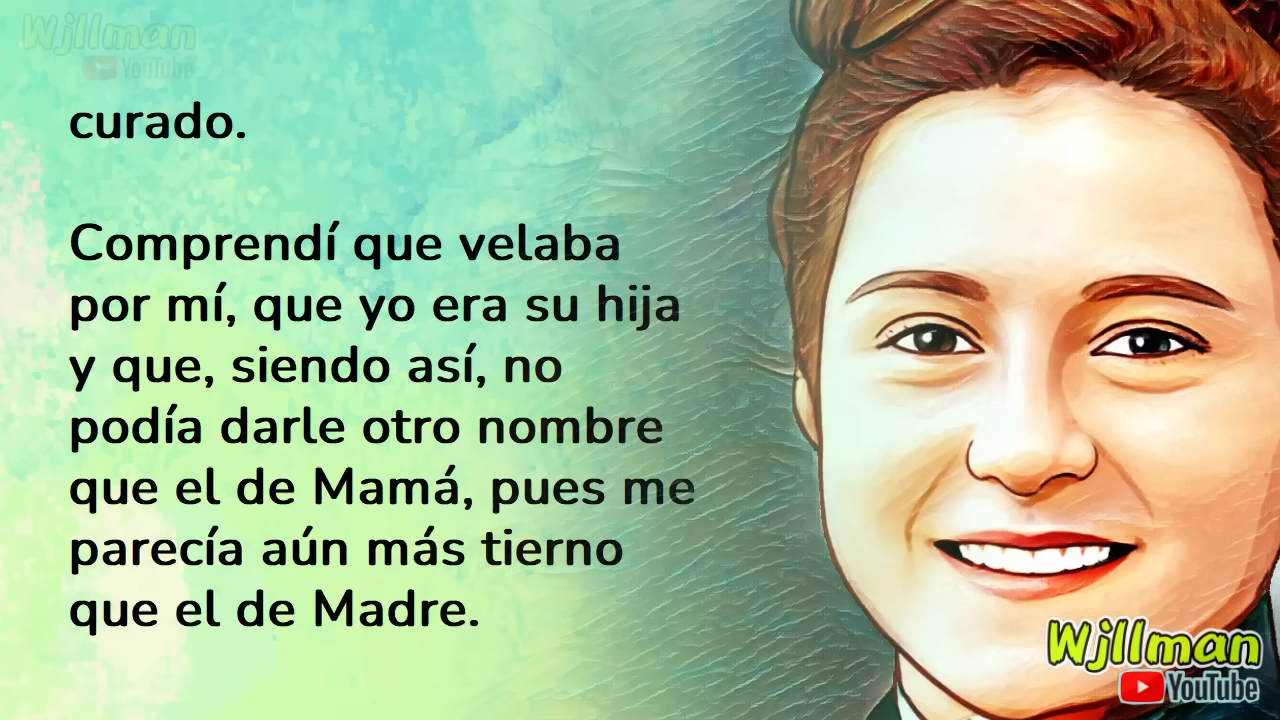 Wjllman
YouTube
curado.
Comprendí que velaba
por mí, que yo era su hija
y que, siendo así, no
podía darle otro nombre
que el de Mamá, pues me
parecía aún más tierno
que el de Madre.
Wjllman
YouTube